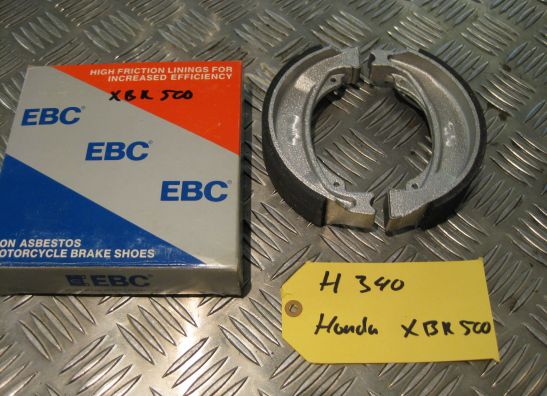 HIGH FRICTION LININGS FOR
INCREASED EFFICIENCY
XBR 500
EBC®
EBC®
EBC®
ON ASBESTOS
OTORCYCLE BRAKE SHOES
EBC®
H 340
Honda XBR 500